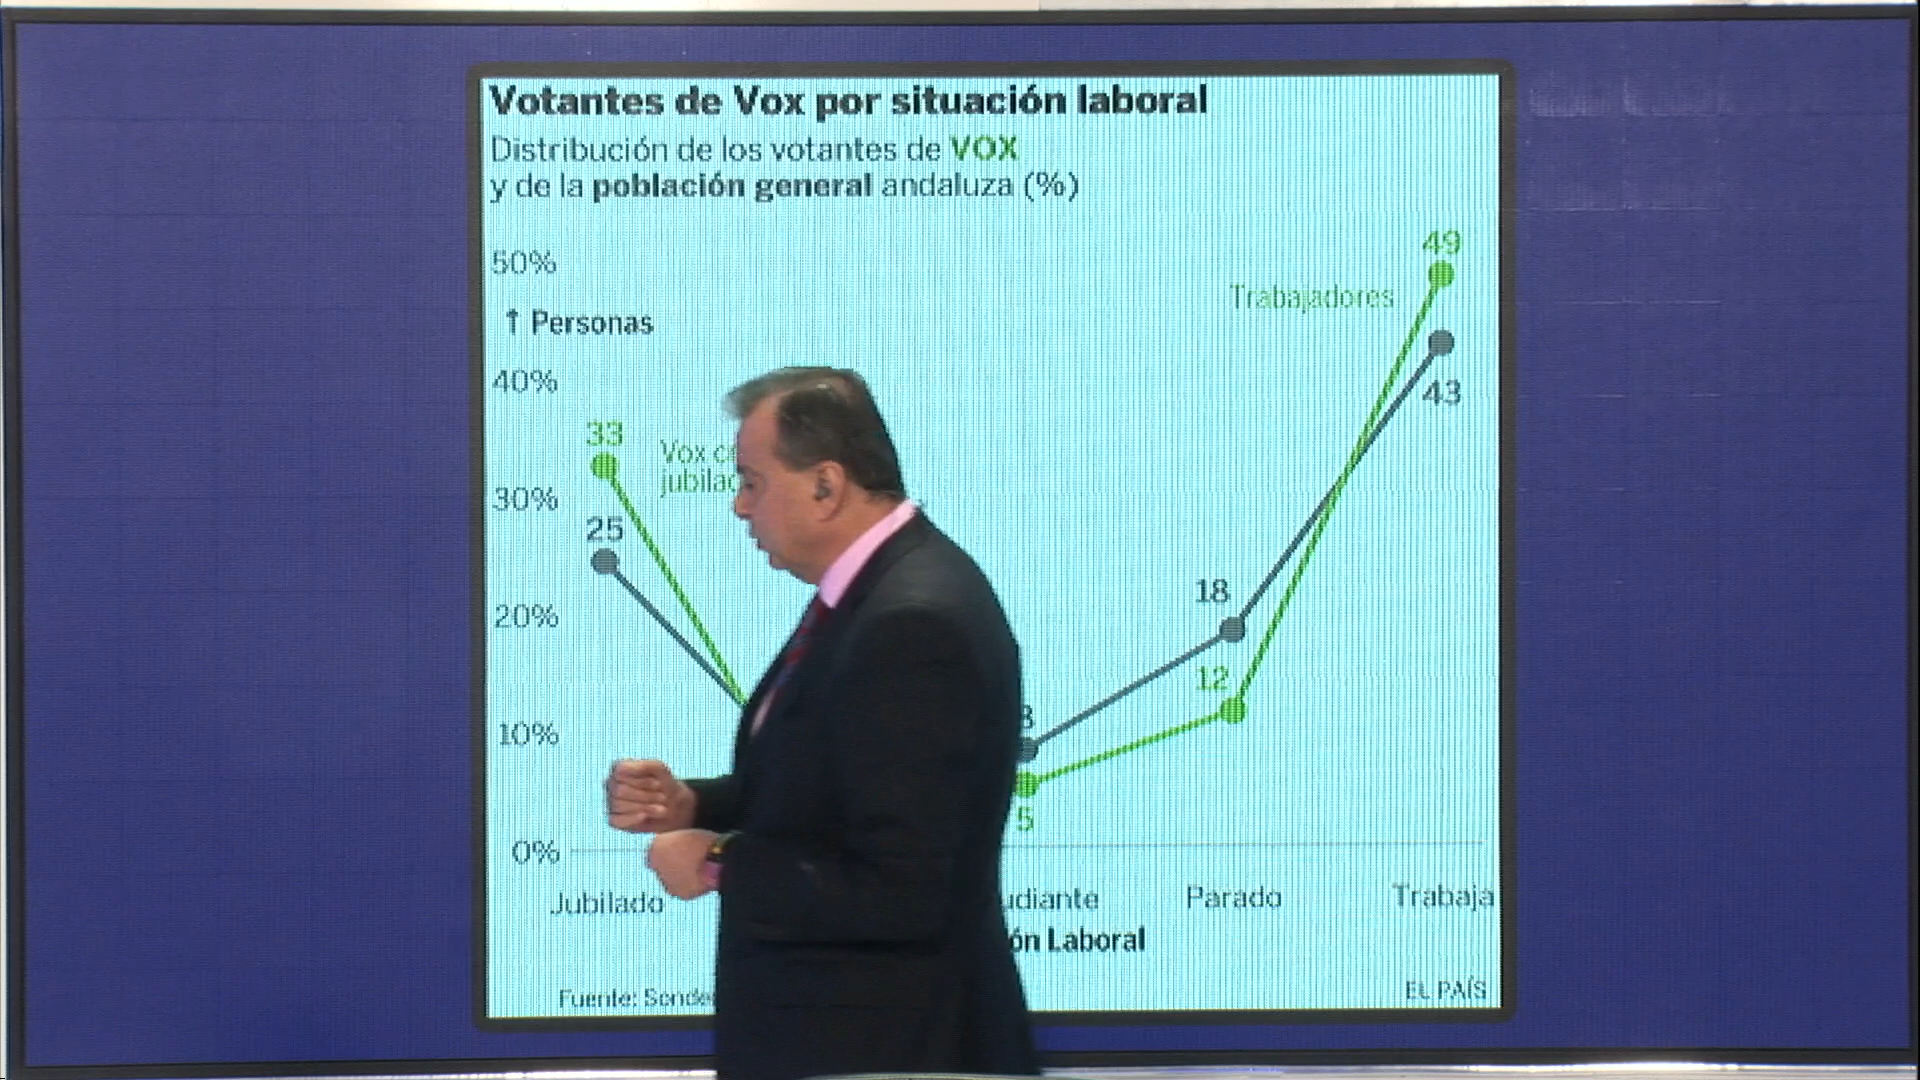 Votantes de Vox por situación laboral
Distribución de los votantes de VOX
y de la población general andaluza (%)
50%
↑ Personas
40%
30%
20%
10%
0%
33
25
Vox
18
12
8
5
Trabajadores
49
43
Jubilado
Parado
Trabaja
Laboral
Fuente:
EL PAÍS